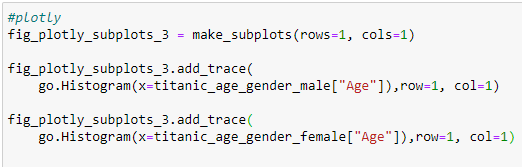 #plotly
fig_plotly_subplots_3 = make_subplots(rows=1, cols=1)
fig_plotly_subplots_3.add_trace(
go.Histogram(x=titanic_age_gender_male["Age"]),row=1, col=1)
fig_plotly_subplots_3.add_trace(
go.Histogram(x=titanic_age_gender_female["Age"]),row=1, col=1)